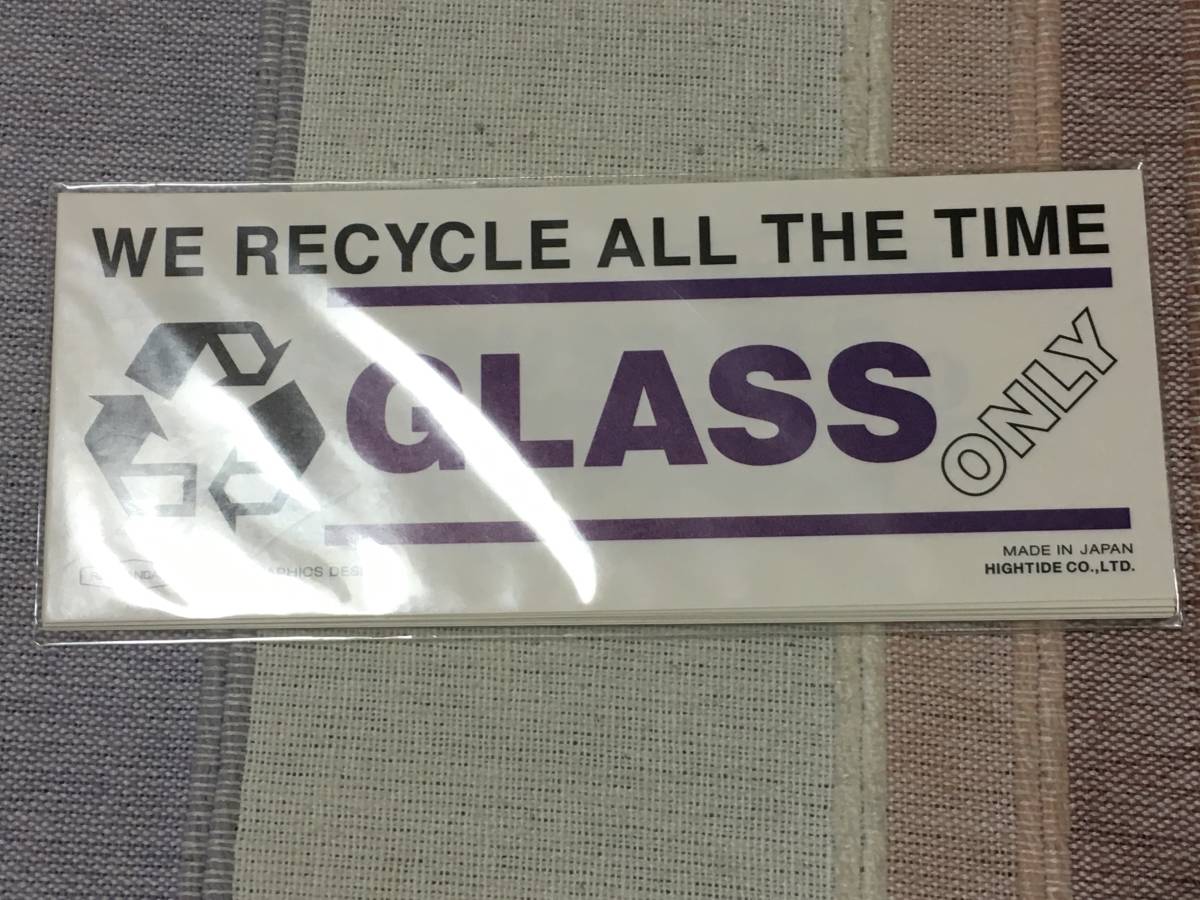 WE RECYCLE ALL THE TIME
GLASS
ONLY
MADE IN JAPAN
HIGHTIDE CO.,LTD.